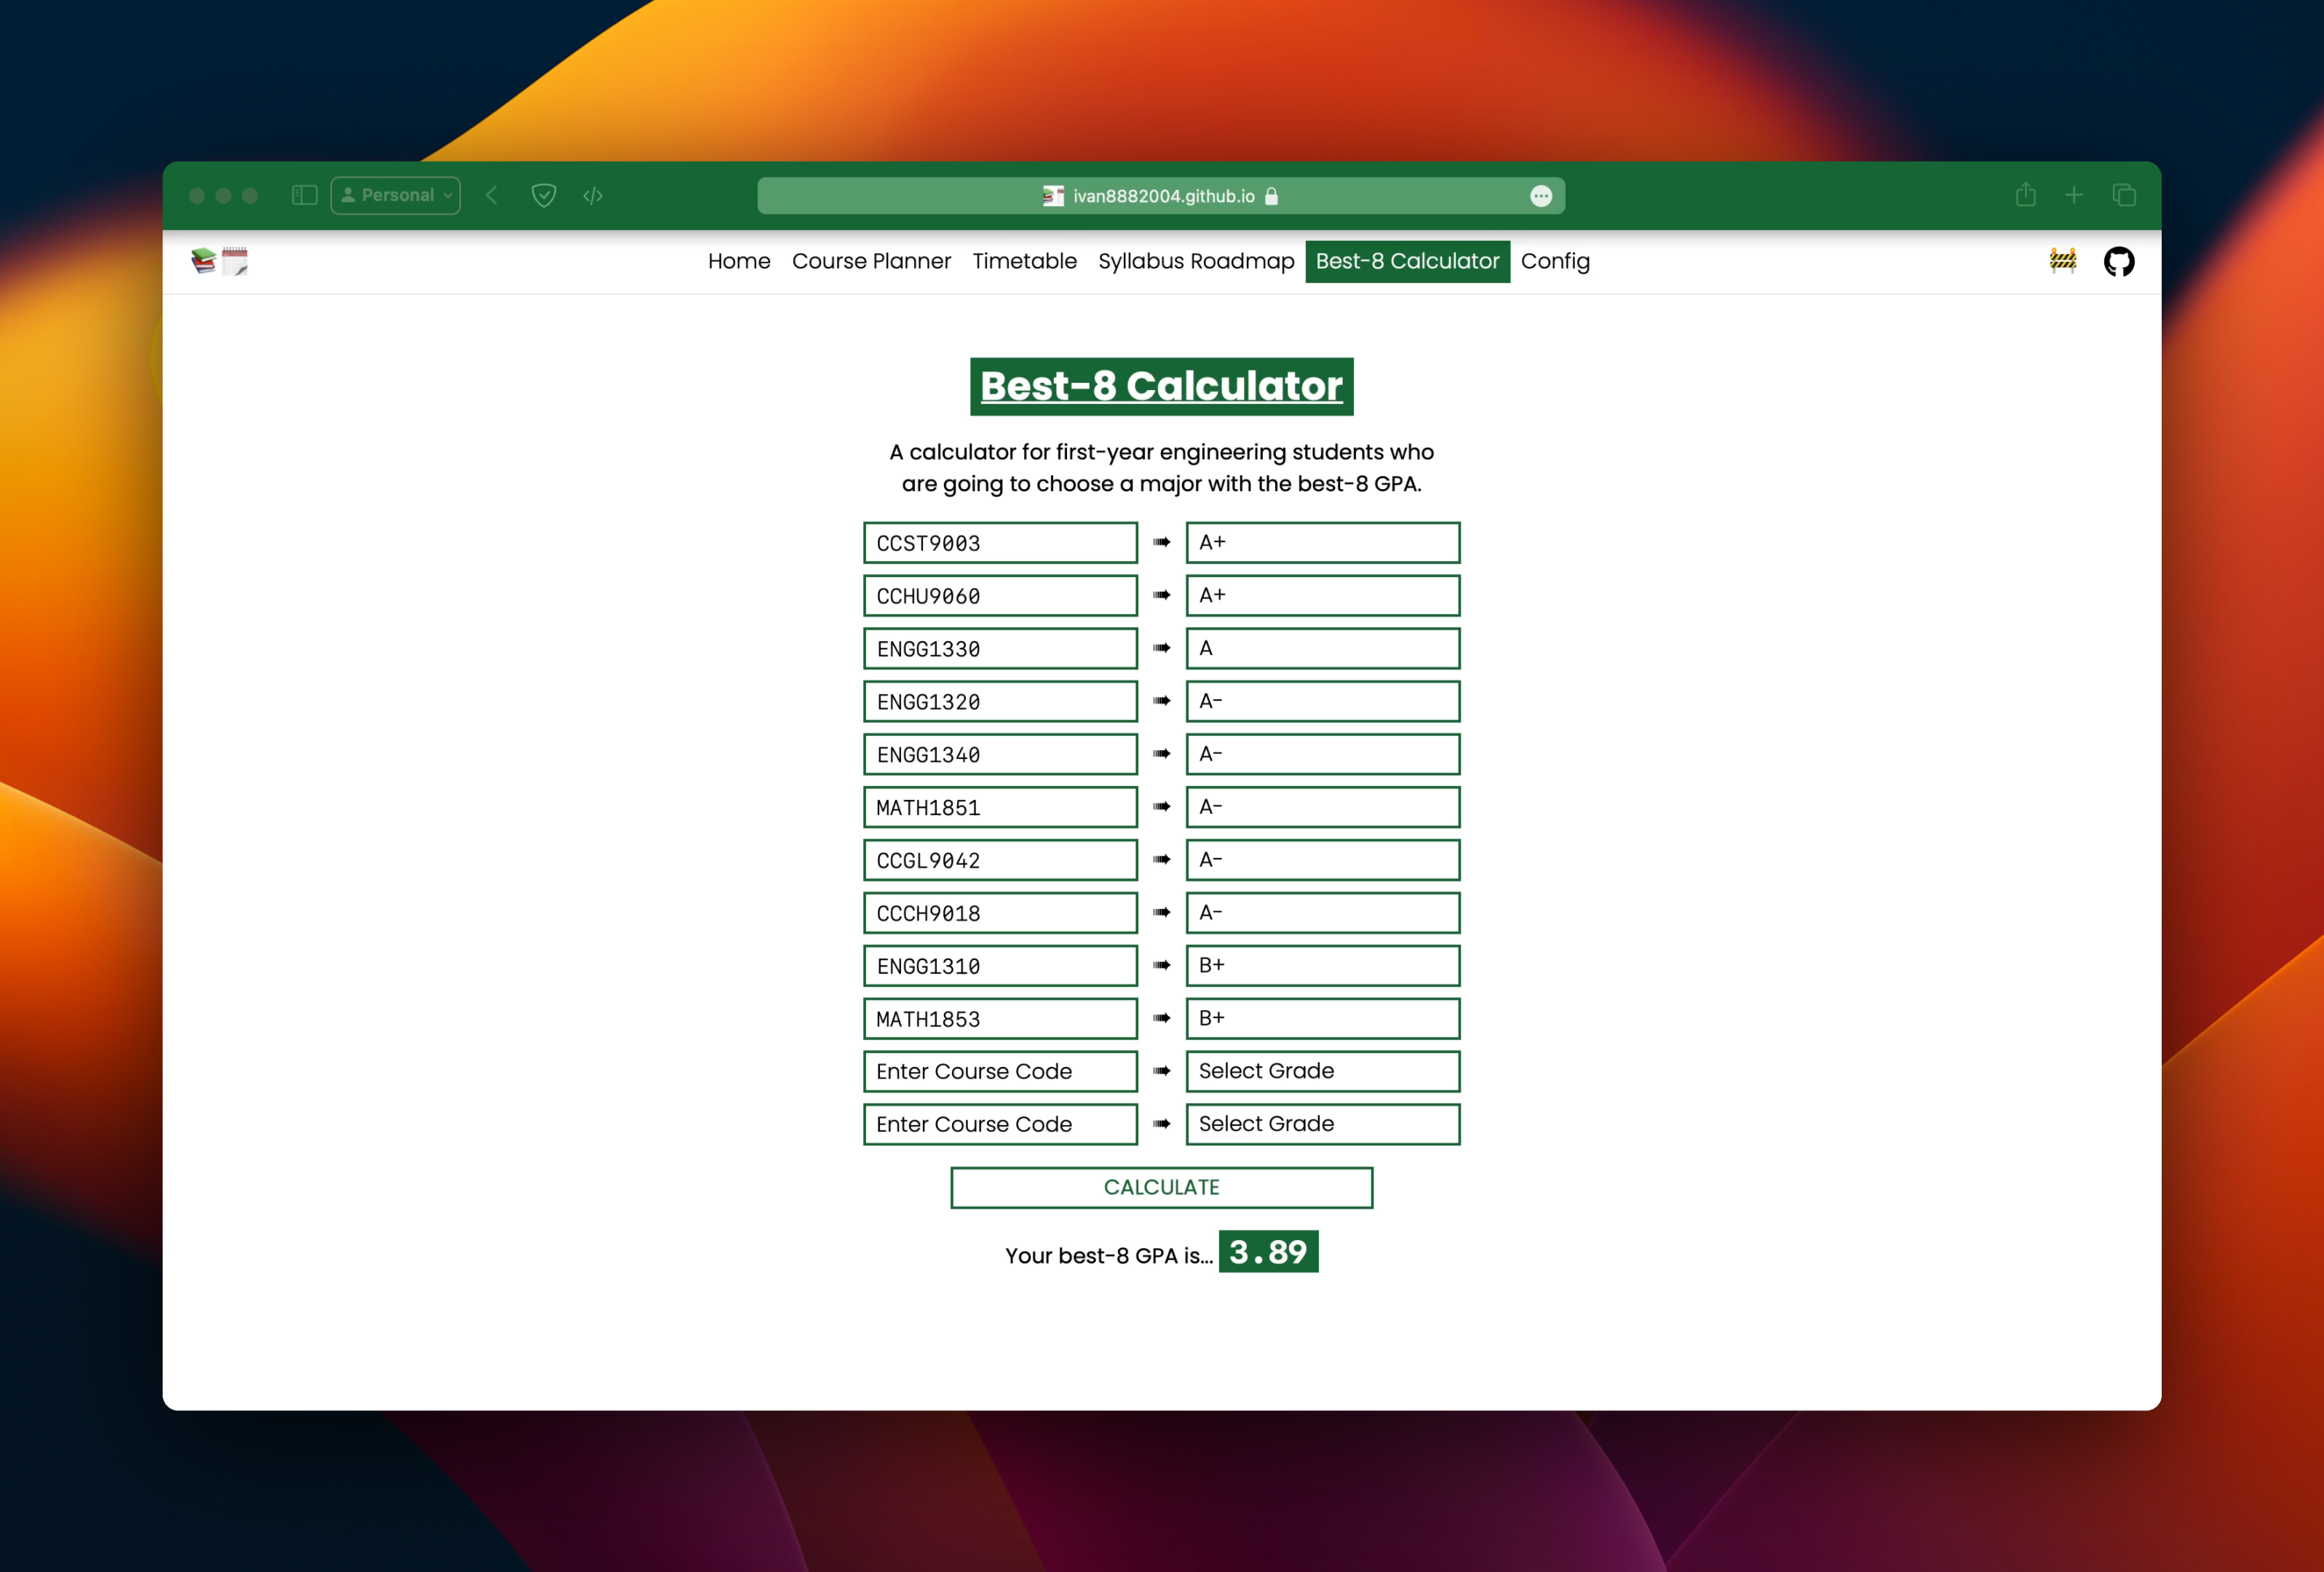 Personal
ivan8882004.github.io
Home Course Planner Timetable Syllabus Roadmap Best-8 Calculator Config
Best-8 Calculator
A calculator for first-year engineering students who
are going to choose a major with the best-8 GPA.
CCST9003 ➠ A+
CCHU9060 ➠ A+
ENGG1330 ➠ A
ENGG1320 ➠ A-
ENGG1340 ➠ A-
MATH1851 ➠ A-
CCGL9042 ➠ A-
CCCH9018 ➠ A-
ENGG1310 ➠ B+
MATH1853 ➠ B+
Enter Course Code ➠ Select Grade
Enter Course Code ➠ Select Grade
CALCULATE
Your best-8 GPA is... 3.89